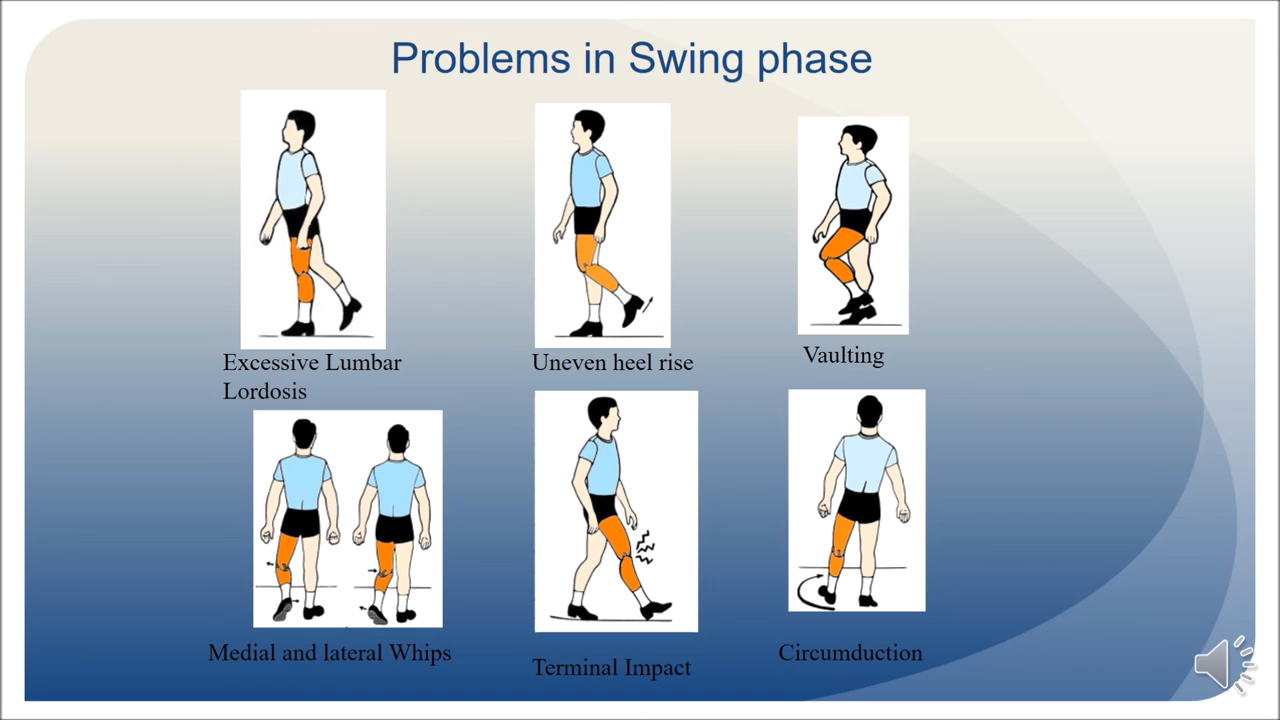 Problems in Swing phase
Excessive Lumbar
Lordosis
Uneven heel rise
Vaulting
Medial and lateral Whips
Terminal Impact
Circumduction